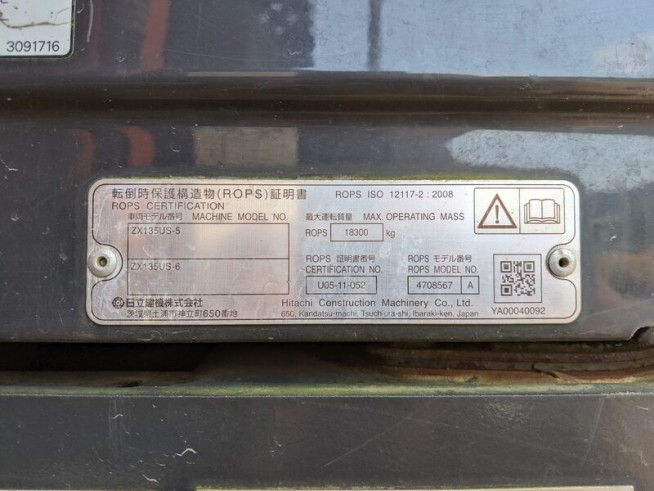 3091716
転倒時保護構造物(ROPS)証明書 ROPS ISO 12117-2 : 2008
ROPS CERTIFICATION
車両モデル番号 MACHINE MODEL NO. 最大運転質量 MAX. OPERATING MASS
ZX135US-5 ROPS 18300 kg
ZX135US-6 ROPS 証明書番号 ROPS モデル番号
CERTIFICATION NO. ROPS MODEL NO.
U05-11-052 4708567 A
日立建機株式会社 Hitachi Construction Machinery Co., Ltd.
茨城県土浦市神立町650番地 650, Kandatsu-machi, Tsuchiura-shi, Ibaraki-ken, Japan YA00040092